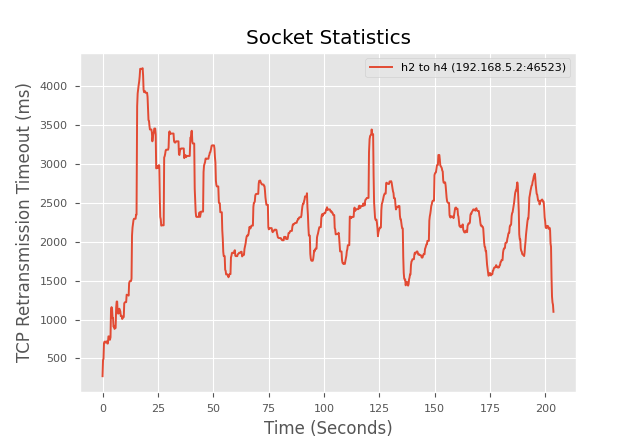 Socket Statistics
h2 to h4 (192.168.5.2:46523)
TCP Retransmission Timeout (ms)
4000
3500
3000
2500
2000
1500
1000
500
0 25 50 75 100 125 150 175 200
Time (Seconds)